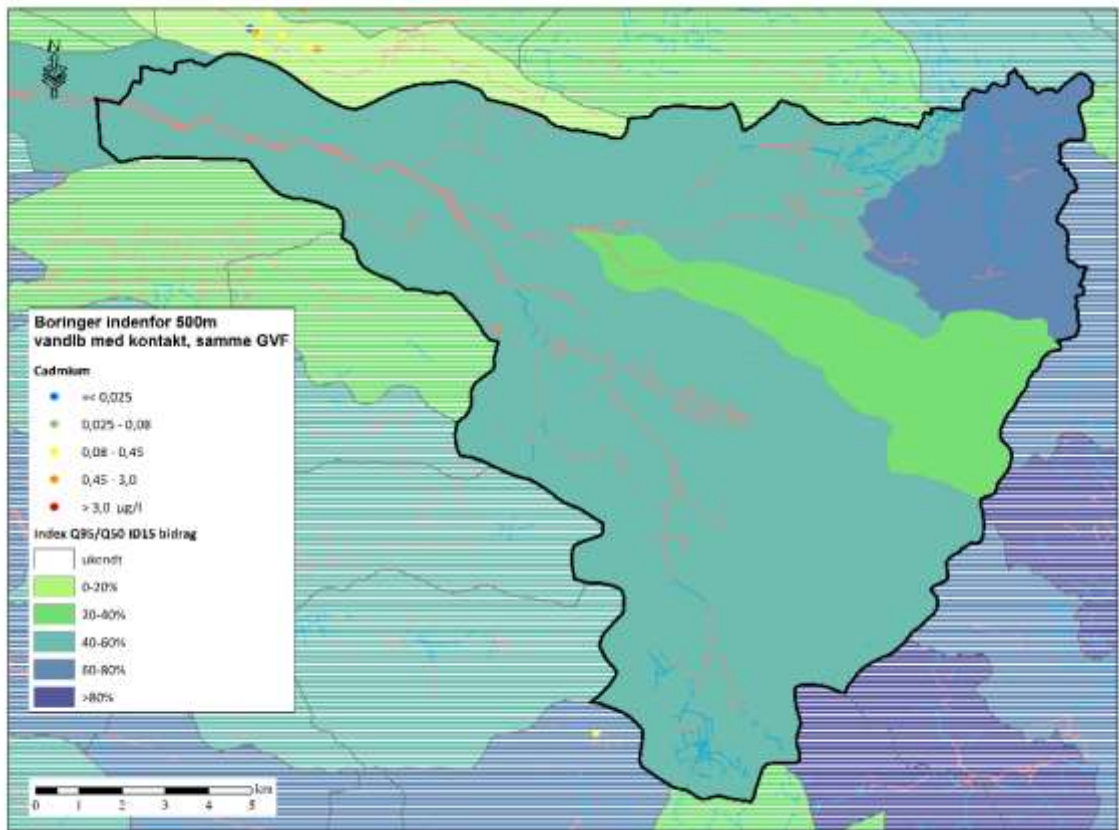 N
Boringer indenfor 500m
vandlb med kontakt, samme GVF
Cadmium
=< 0,025
0,025 - 0,08
0,08 - 0,45
0,45 - 3,0
> 3,0 µg/l
Index Q95/Q50 ID15 bidrag
ukendt
0-20%
20-40%
40-60%
60-80%
>80%
km
0 1 2 3 4 5